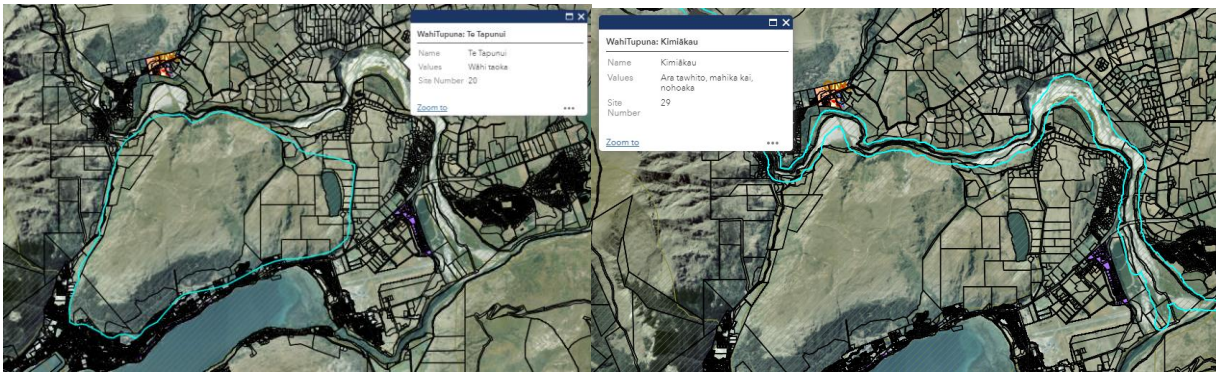 WahiTupuna: Te Tapunui
Name Te Tapunui
Values Wāhi taoka
Site Number 20
Zoom to
WahiTupuna: Kimiākau
Name Kimiākau
Values Ara tawhito, mahika kai,
nohoaka
Site 29
Number
Zoom to